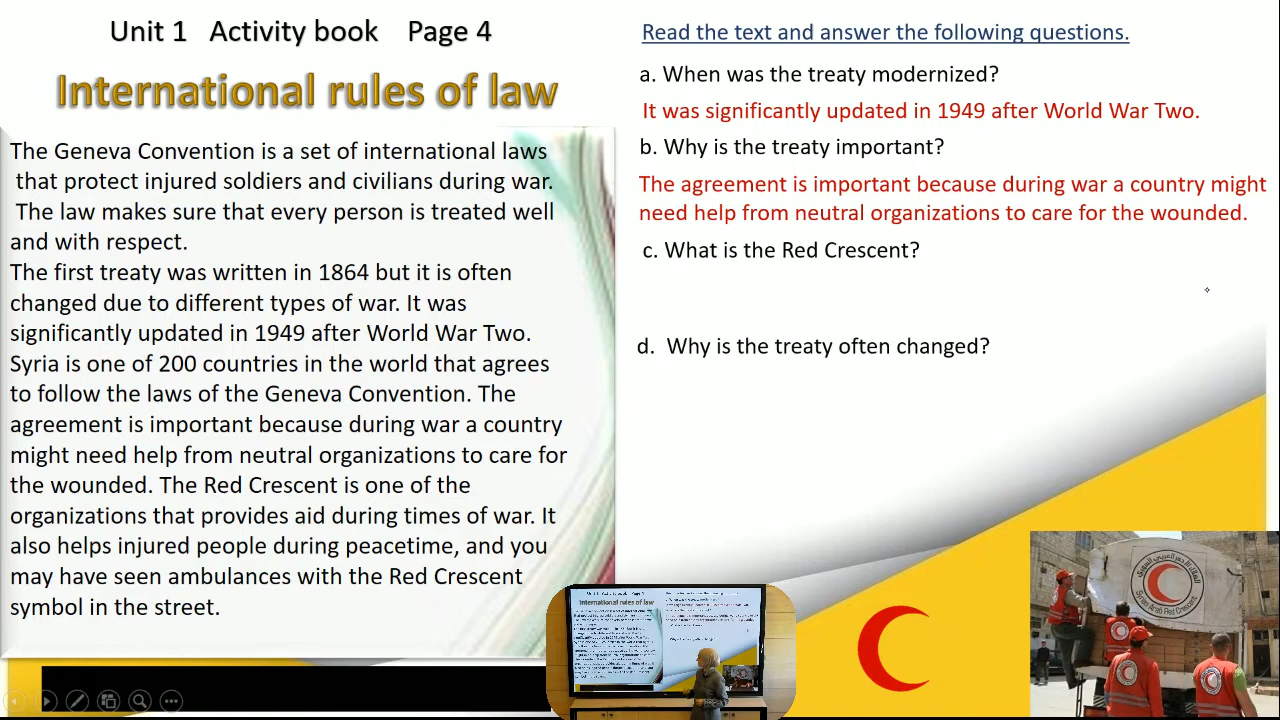 Unit 1 Activity book Page 4
International rules of law
The Geneva Convention is a set of international laws
that protect injured soldiers and civilians during war.
The law makes sure that every person is treated well
and with respect.
The first treaty was written in 1864 but it is often
changed due to different types of war. It was
significantly updated in 1949 after World War Two.
Syria is one of 200 countries in the world that agrees
to follow the laws of the Geneva Convention. The
agreement is important because during war a country
might need help from neutral organizations to care for
the wounded. The Red Crescent is one of the
organizations that provides aid during times of war. It
also helps injured people during peacetime, and you
may have seen ambulances with the Red Crescent
symbol in the street.
Read the text and answer the following questions.
a. When was the treaty modernized?
It was significantly updated in 1949 after World War Two.
b. Why is the treaty important?
The agreement is important because during war a country might
need help from neutral organizations to care for the wounded.
c. What is the Red Crescent?
d. Why is the treaty often changed?
الهلال الأحمر العربي السوري
Syrian Arab Red Crescent